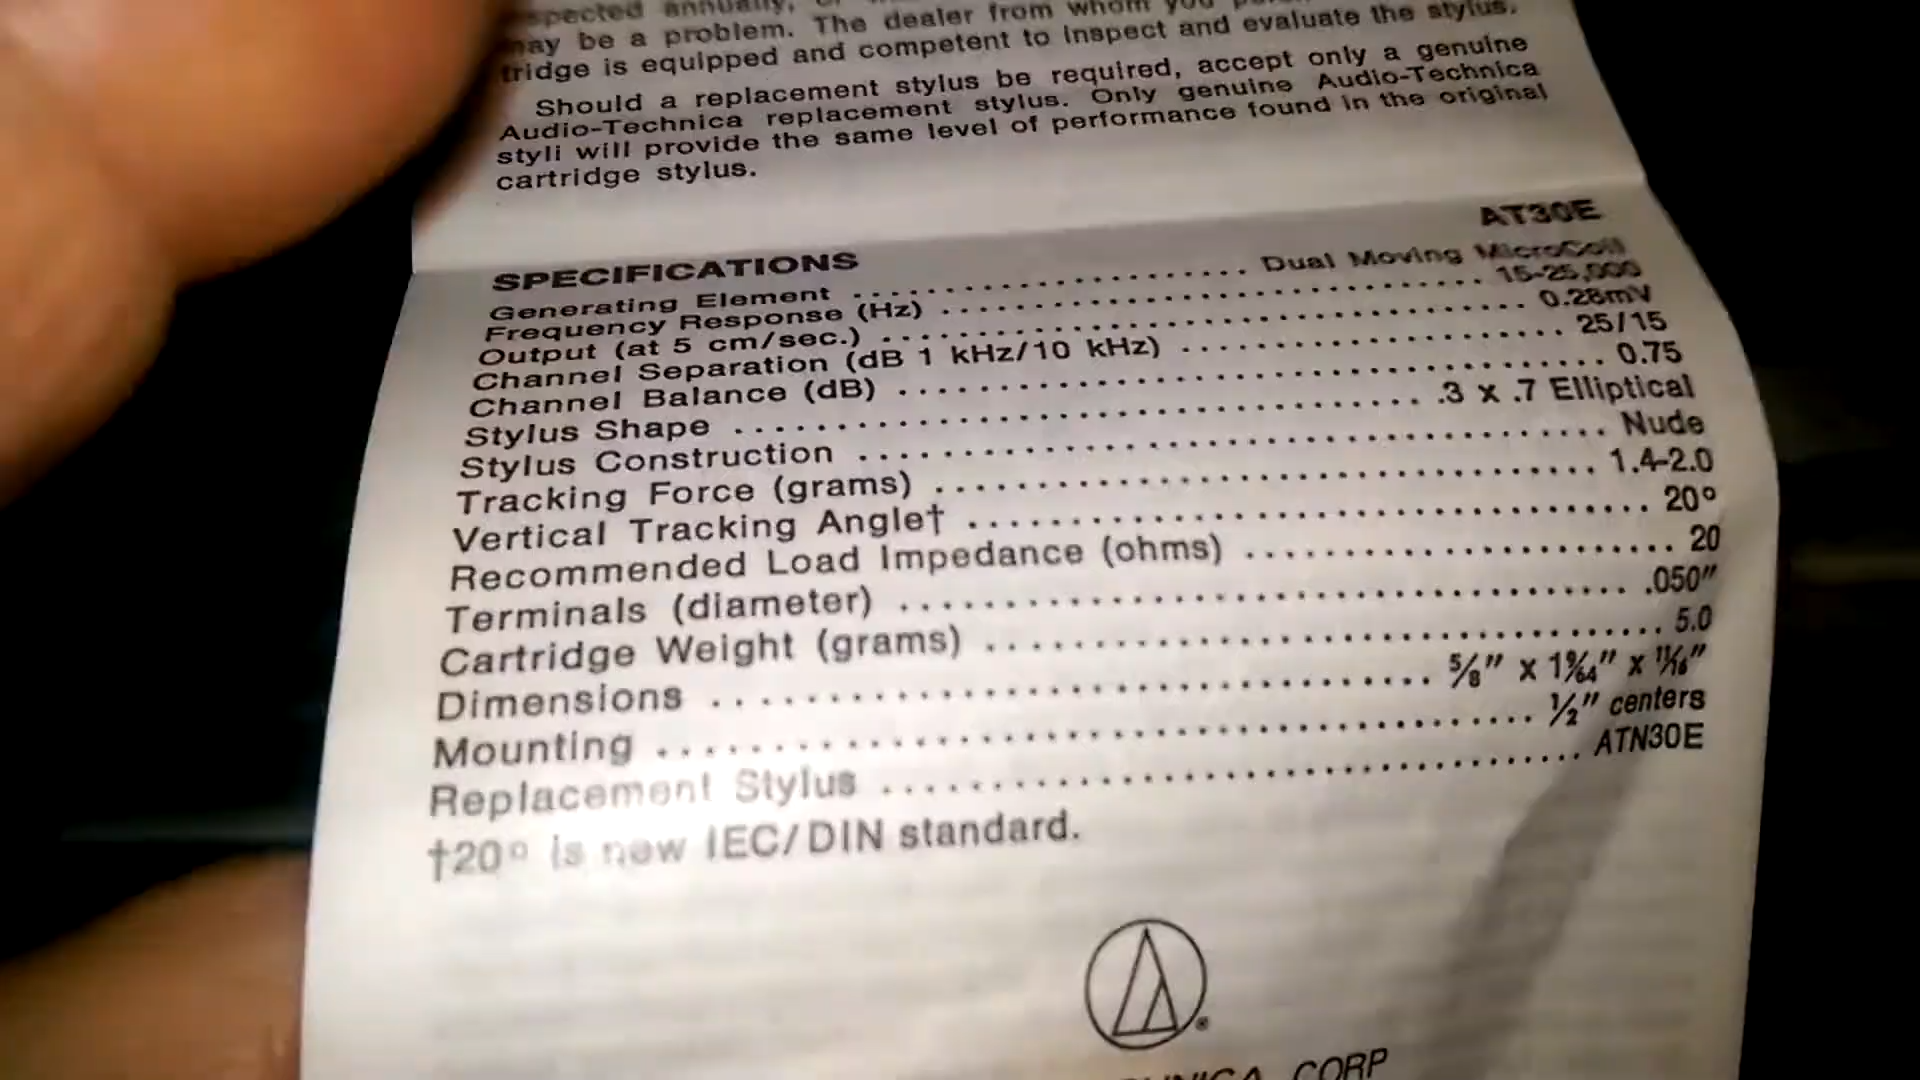 spected annually,
may be a problem. The dealer from whom you
tridge is equipped and competent to inspect and evaluate the stylus.
Should a replacement stylus be required, accept only a genuine
Audio-Technica replacement stylus. Only genuine Audio-Technica
styli will provide the same level of performance found in the original
cartridge stylus.
SPECIFICATIONS AT30E
Generating Element .................... Dual Moving MicroCoil
Frequency Response (Hz) .................... 15-25,000
Output (at 5 cm/sec.) .................... 0.28mV
Channel Separation (dB 1 kHz/10 kHz) .................... 25/15
Channel Balance (dB) .................... 0.75
Stylus Shape .................... .3 x .7 Elliptical
Stylus Construction .................... Nude
Tracking Force (grams) .................... 1.4-2.0
Vertical Tracking Angle† .................... 20°
Recommended Load Impedance (ohms) .................... 20
Terminals (diameter) .................... .050″
Cartridge Weight (grams) .................... 5.0
Dimensions .................... 5/8″ x 1 9/64″ x 11/16″
Mounting .................... 1/2″ centers
Replacement Stylus .................... ATN30E
†20° is new IEC/DIN standard.
CORP